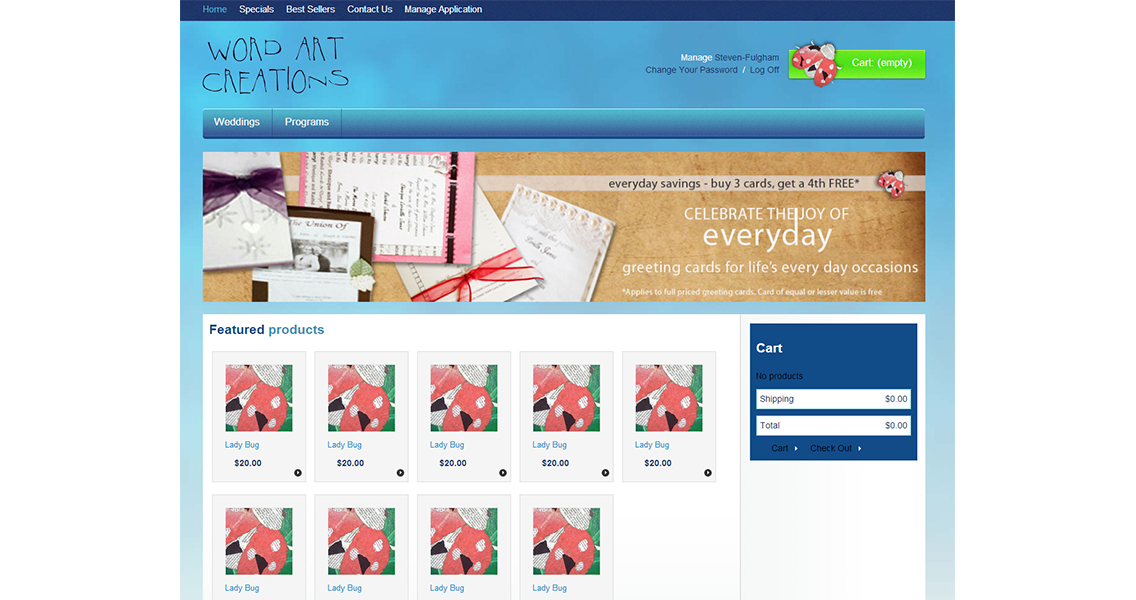 Home Specials Best Sellers Contact Us Manage Application
WORD ART
CREATIONS
Manage Steven-Fulgham
Change Your Password / Log Off
Cart: (empty)
Weddings Programs
everyday savings - buy 3 cards, get a 4th FREE*
CELEBRATE THE JOY OF
everyday
greeting cards for life's every day occasions
*Applies to full priced greeting cards. Card of equal or lesser value is free
The Union Of
Featured products
Lady Bug Lady Bug Lady Bug Lady Bug Lady Bug
$20.00 $20.00 $20.00 $20.00 $20.00
Lady Bug Lady Bug Lady Bug Lady Bug
Cart
No products
Shipping $0.00
Total $0.00
Cart Check Out